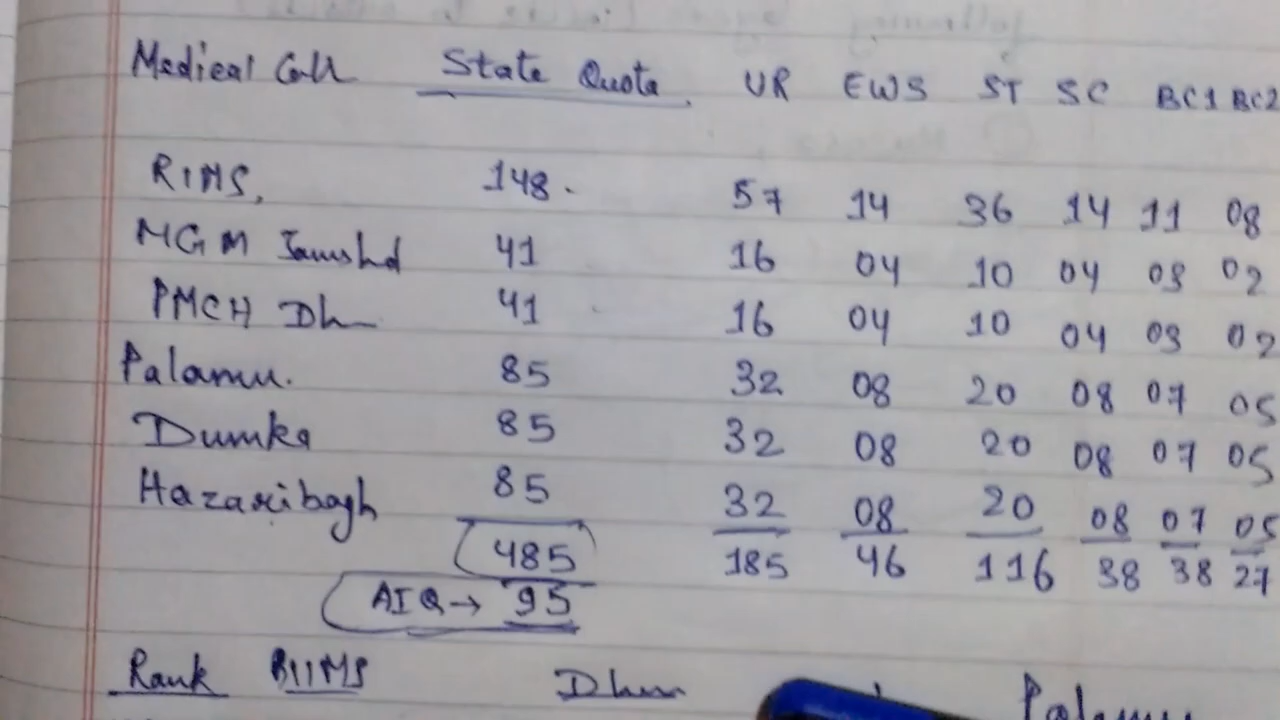 Medical Coll State Quota UR EWS ST SC BC1 BC2
RIMS, 148 57 14 36 14 11 08
MGM Jamshd 41 16 04 10 04 03 02
PMCH Dh 41 16 04 10 04 03 02
Palamu. 85 32 08 20 08 07 05
Dumka 85 32 08 20 08 07 05
Hazaribagh 85 32 08 20 08 07 05
485 185 46 116 38 38 27
AIQ → 95
Rank Dhn Palamu